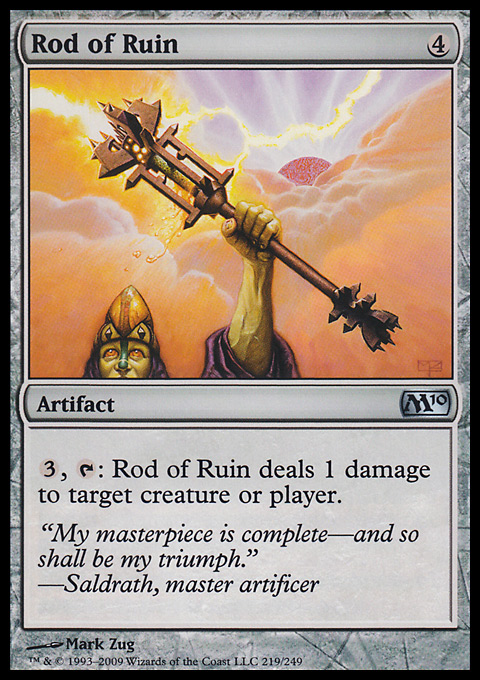 Rod of Ruin 4
Artifact M10
3, : Rod of Ruin deals 1 damage
to target creature or player.
“My masterpiece is complete—and so
shall be my triumph.”
—Saldrath, master artificer
Mark Zug
™ & © 1993–2009 Wizards of the Coast LLC 219/249